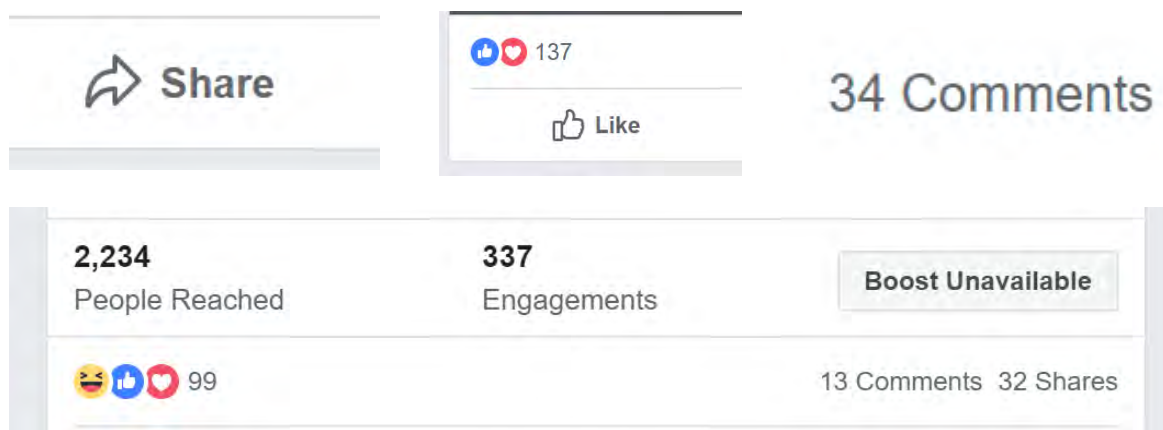 Share
137
Like
34 Comments
2,234
People Reached
337
Engagements
Boost Unavailable
99
13 Comments 32 Shares